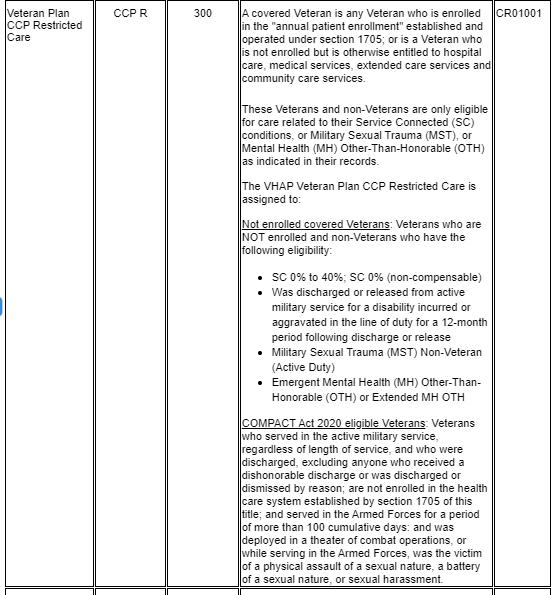 Veteran Plan
CCP Restricted
Care
CCP R
300
A covered Veteran is any Veteran who is enrolled
in the "annual patient enrollment" established and
operated under section 1705; or is a Veteran who
is not enrolled but is otherwise entitled to hospital
care, medical services, extended care services and
community care services.
These Veterans and non-Veterans are only eligible
for care related to their Service Connected (SC)
conditions, or Military Sexual Trauma (MST), or
Mental Health (MH) Other-Than-Honorable (OTH)
as indicated in their records.
The VHAP Veteran Plan CCP Restricted Care is
assigned to:
Not enrolled covered Veterans: Veterans who are
NOT enrolled and non-Veterans who have the
following eligibility:
• SC 0% to 40%; SC 0% (non-compensable)
• Was discharged or released from active
military service for a disability incurred or
aggravated in the line of duty for a 12-month
period following discharge or release
• Military Sexual Trauma (MST) Non-Veteran
(Active Duty)
• Emergent Mental Health (MH) Other-Than-
Honorable (OTH) or Extended MH OTH
COMPACT Act 2020 eligible Veterans: Veterans
who served in the active military service,
regardless of length of service, and who were
discharged, excluding anyone who received a
dishonorable discharge or was discharged or
dismissed by reason; are not enrolled in the health
care system established by section 1705 of this
title; and served in the Armed Forces for a period
of more than 100 cumulative days: and was
deployed in a theater of combat operations, or
while serving in the Armed Forces, was the victim
of a physical assault of a sexual nature, a battery
of a sexual nature, or sexual harassment.
CR01001